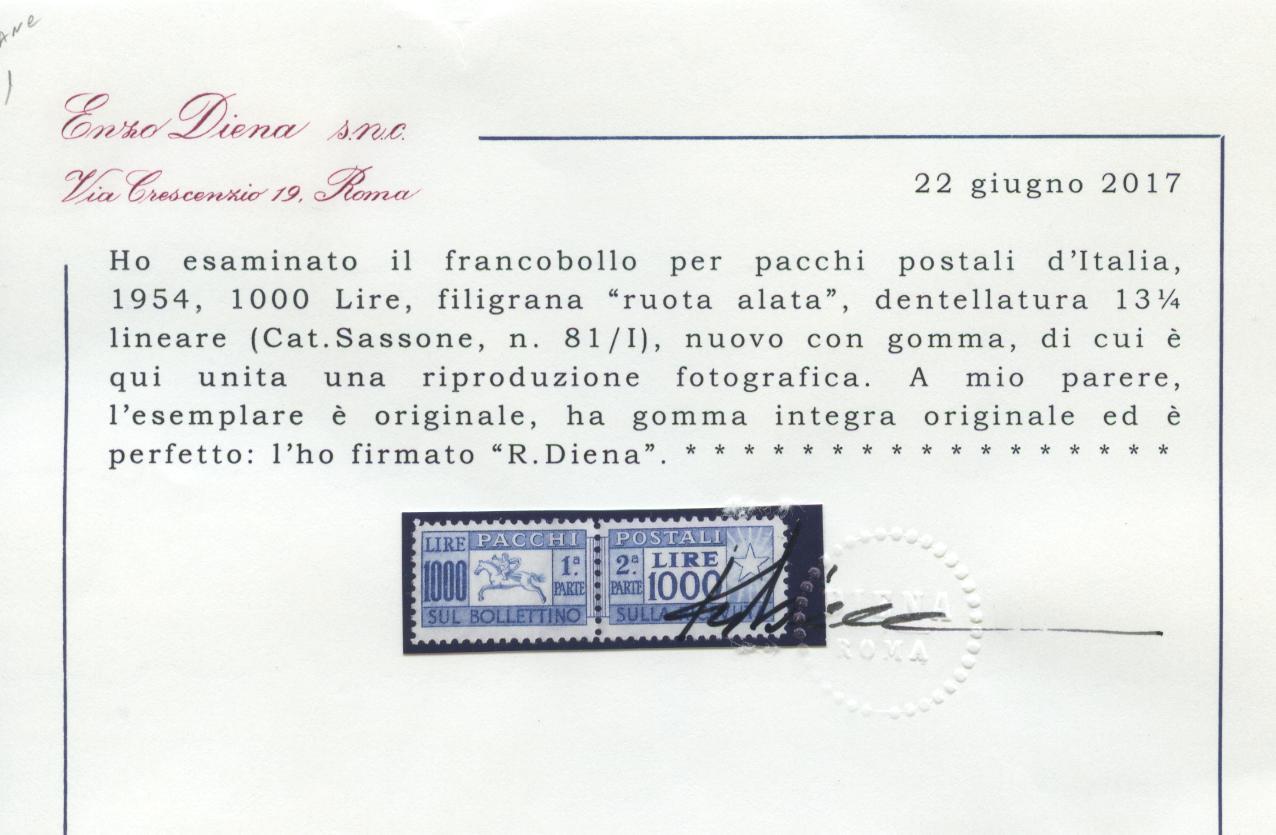 ANE
Enzo Diena s.n.c.
Via Crescenzio 19, Roma
22 giugno 2017
Ho esaminato il francobollo per pacchi postali d'Italia,
1954, 1000 Lire, filigrana “ruota alata”, dentellatura 13¼
lineare (Cat.Sassone, n. 81/I), nuovo con gomma, di cui è
qui unita una riproduzione fotografica. A mio parere,
l'esemplare è originale, ha gomma integra originale ed è
perfetto: l'ho firmato “R.Diena”. * * * * * * * * * * * * * * * * *
LIRE PACCHI POSTALI
1000 1ª PARTE 2ª PARTE LIRE 1000
SUL BOLLETTINO SULLA
DIENA
ROMA